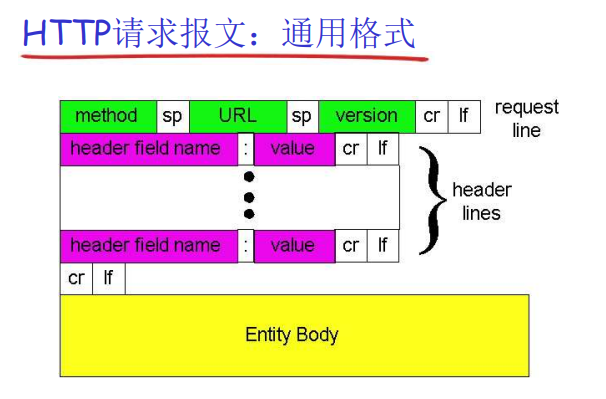 HTTP请求报文：通用格式
method sp URL sp version cr lf request line
header field name : value cr lf
header lines
header field name : value cr lf
cr lf
Entity Body